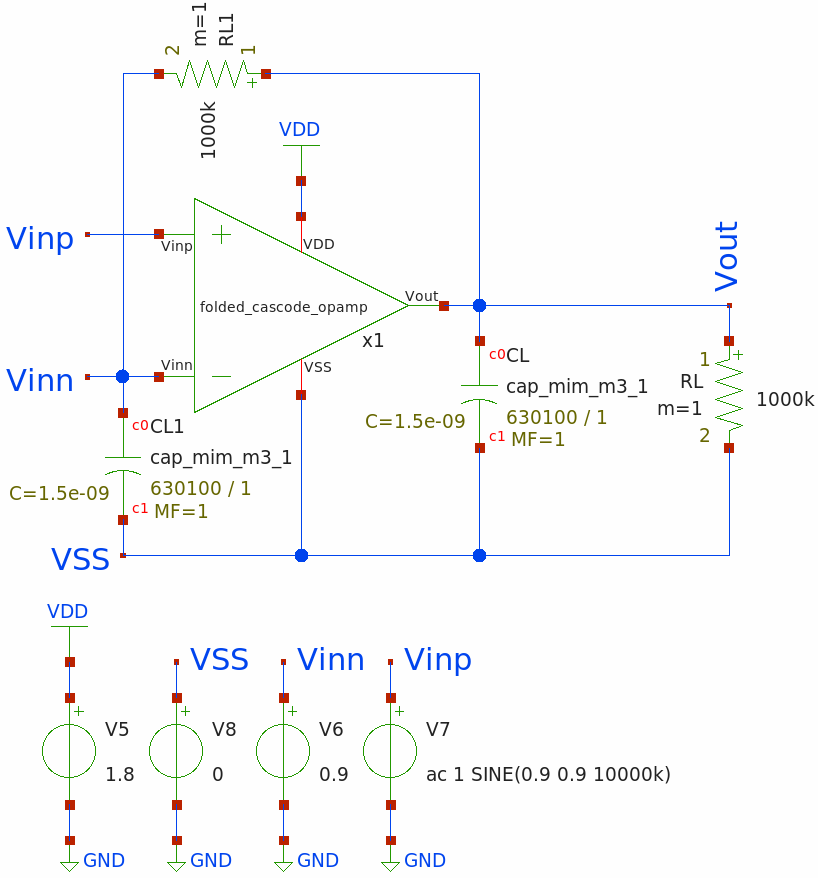 m=1
RL1
2
1
+
1000k
VDD
Vinp
Vinp
VDD
folded_cascode_opamp
Vout
x1
Vout
Vinn
Vinn
VSS
c0
CL
cap_mim_m3_1
C=1.5e-09
630100 / 1
c1
MF=1
1
+
RL
m=1
1000k
2
c0
CL1
cap_mim_m3_1
C=1.5e-09
630100 / 1
c1
MF=1
VSS
VDD
VSS
Vinn
Vinp
+
+
+
+
V5
V8
V6
V7
1.8
0
0.9
ac 1 SINE(0.9 0.9 10000k)
GND
GND
GND
GND